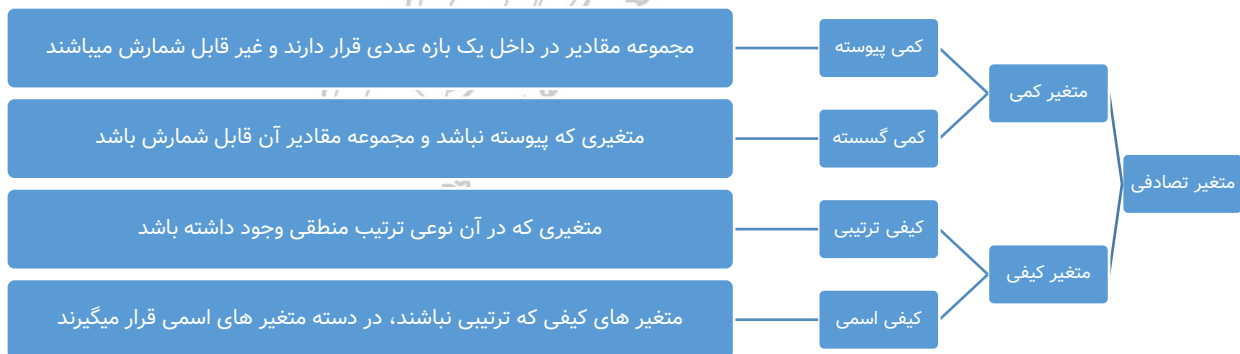 متغیر تصادفی
متغیر کمی
کمی پیوسته
مجموعه مقادیر در داخل یک بازه عددی قرار دارند و غیر قابل شمارش میباشند
کمی گسسته
متغیری که پیوسته نباشد و مجموعه مقادیر آن قابل شمارش باشد
متغیر کیفی
کیفی ترتیبی
متغیری که در آن نوعی ترتیب منطقی وجود داشته باشد
کیفی اسمی
متغیر های کیفی که ترتیبی نباشند، در دسته متغیر های اسمی قرار میگیرند